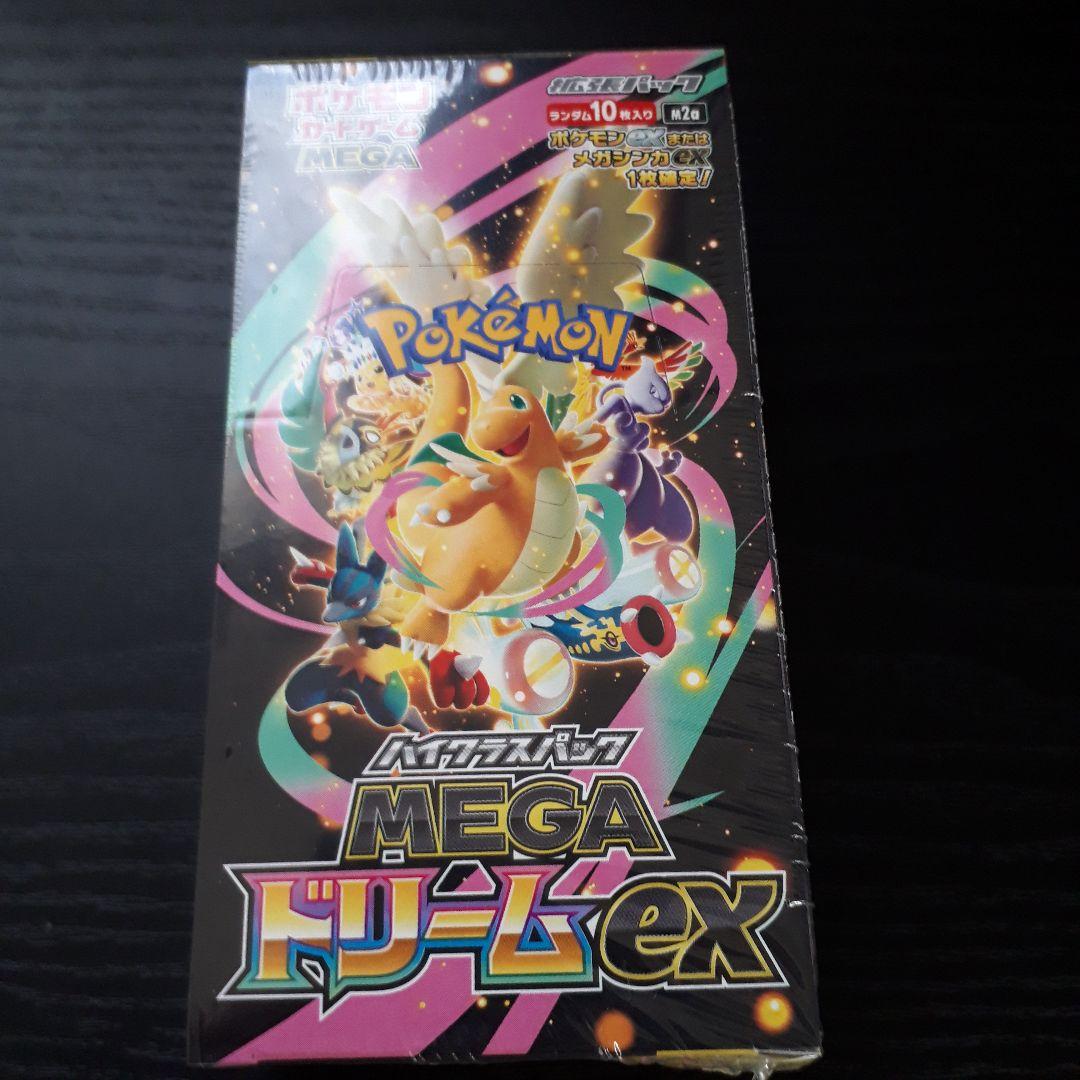 ポケモン
カードゲーム
MEGA
拡張パック
ランダム10枚入り M2a
ポケモンexまたは
メガシンカex
1枚確定!
POKéMON
TM
ハイクラスパック
MEGA
ドリームex